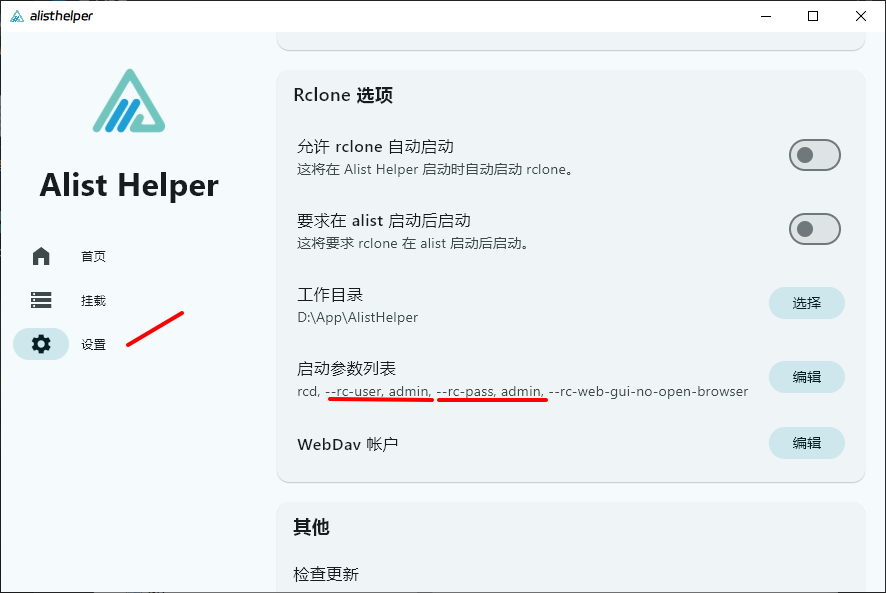 alisthelper
Alist Helper
首页
挂载
设置
Rclone 选项
允许 rclone 自动启动
这将在 Alist Helper 启动时自动启动 rclone。
要求在 alist 启动后启动
这将要求 rclone 在 alist 启动后启动。
工作目录
D:\App\AlistHelper
选择
启动参数列表
rcd, --rc-user, admin, --rc-pass, admin, --rc-web-gui-no-open-browser
编辑
WebDav 帐户
编辑
其他
检查更新